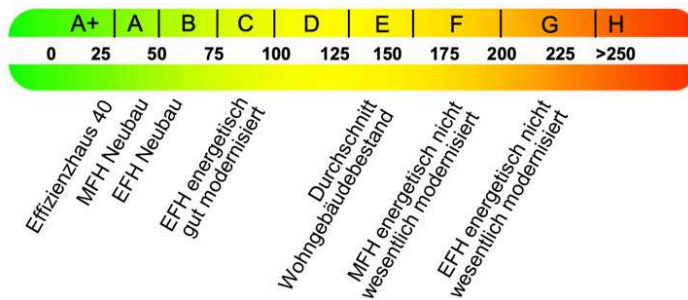 A+ A B C D E F G H
0 25 50 75 100 125 150 175 200 225 >250
Effizienzhaus 40
MFH Neubau
EFH Neubau
EFH energetisch
gut modernisiert
Durchschnitt
Wohngebäudebestand
MFH energetisch nicht
wesentlich modernisiert
EFH energetisch nicht
wesentlich modernisiert